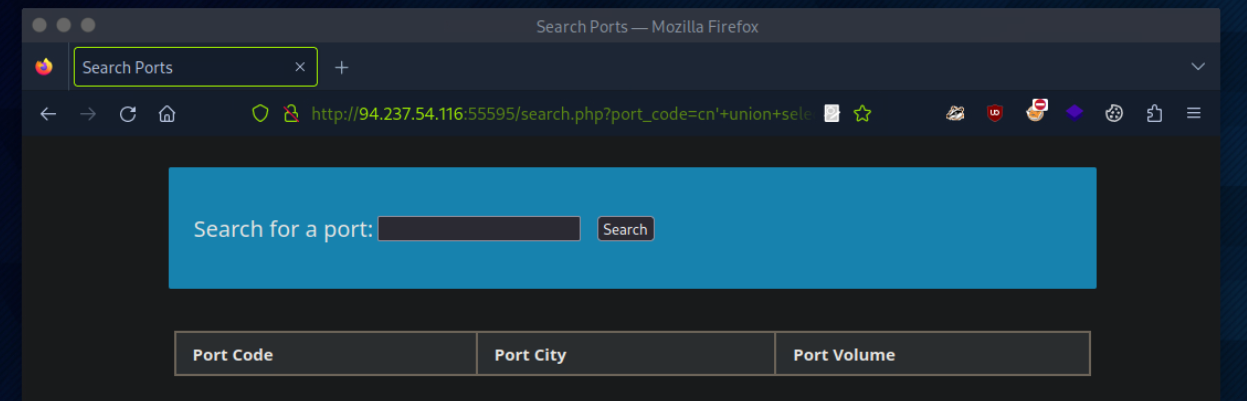 Search Ports — Mozilla Firefox
Search Ports
http://94.237.54.116:55595/search.php?port_code=cn'+union+sele
Search for a port: Search
Port Code Port City Port Volume